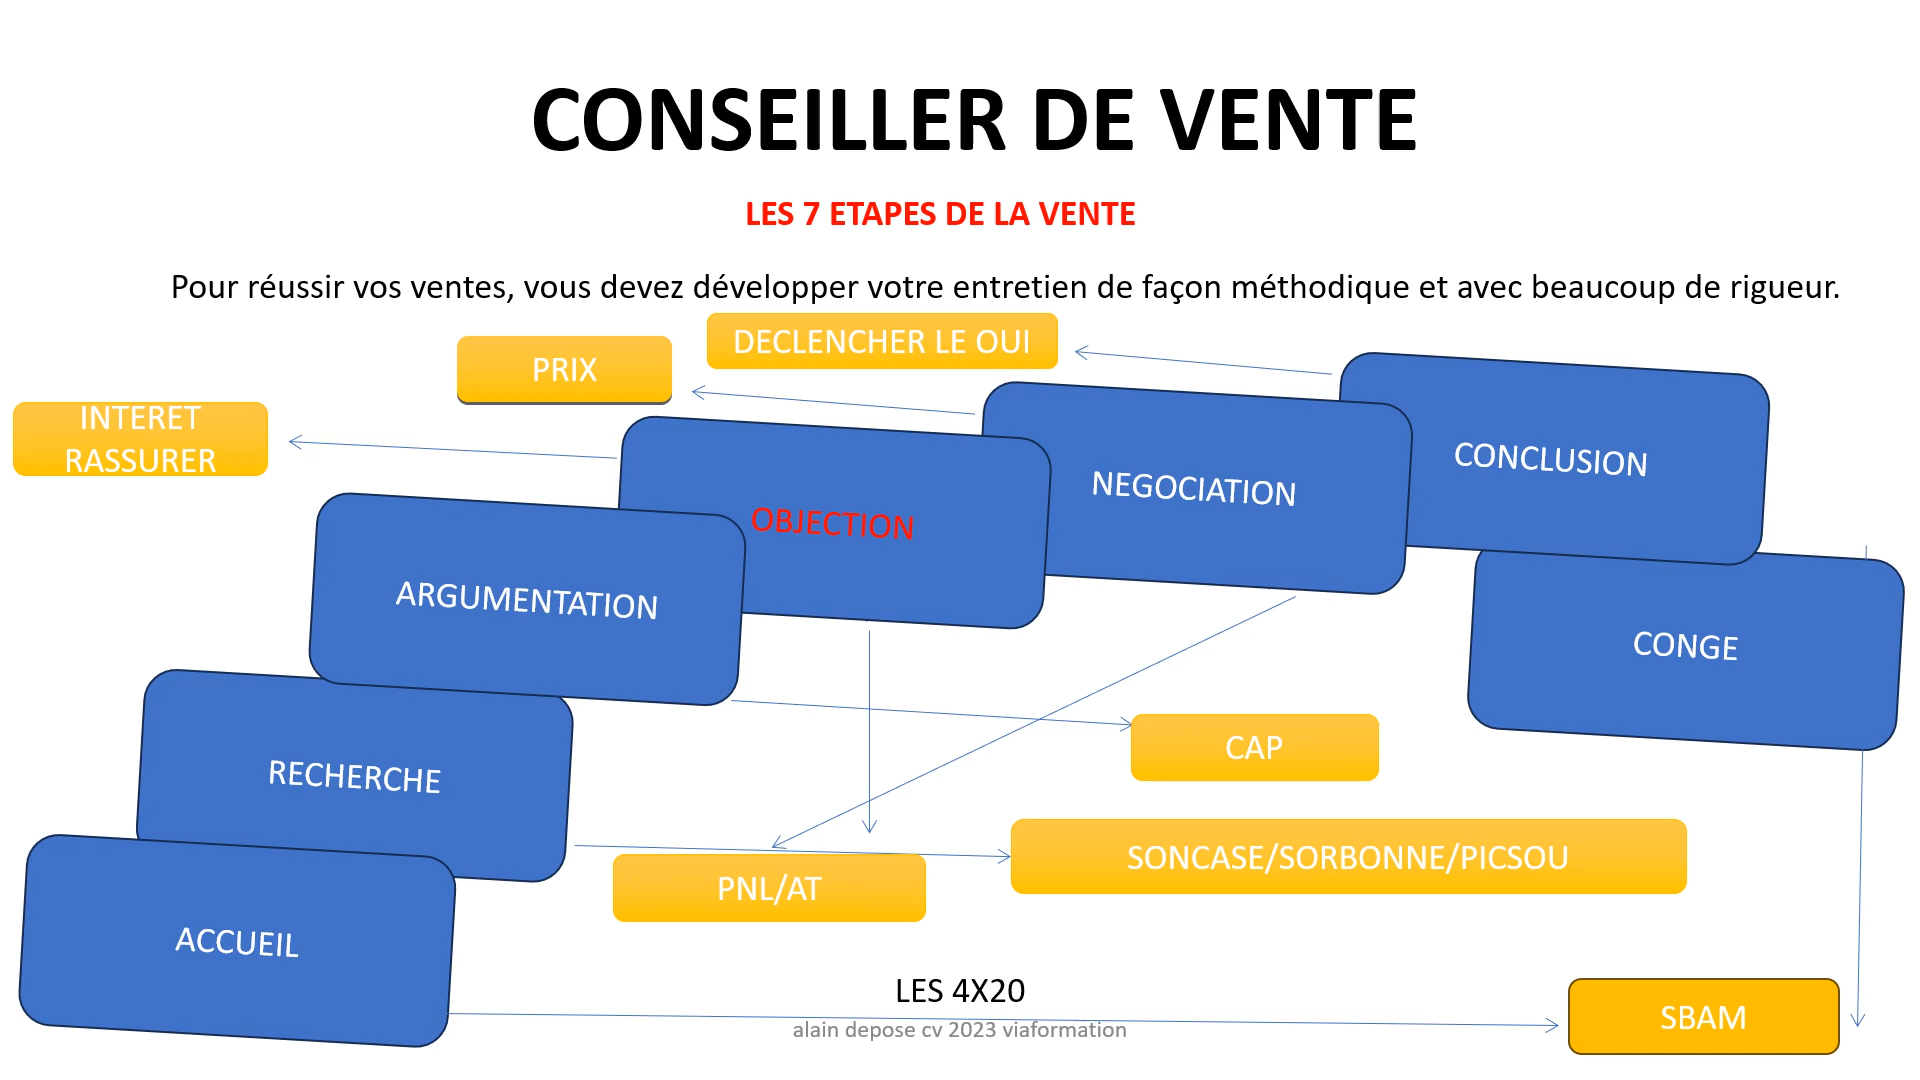 CONSEILLER DE VENTE
LES 7 ETAPES DE LA VENTE
Pour réussir vos ventes, vous devez développer votre entretien de façon méthodique et avec beaucoup de rigueur.
DECLENCHER LE OUI
PRIX
INTERET
RASSURER
CONCLUSION
NEGOCIATION
OBJECTION
ARGUMENTATION
CONGE
CAP
RECHERCHE
SONCASE/SORBONNE/PICSOU
PNL/AT
ACCUEIL
LES 4X20
SBAM
alain depose cv 2023 viaformation